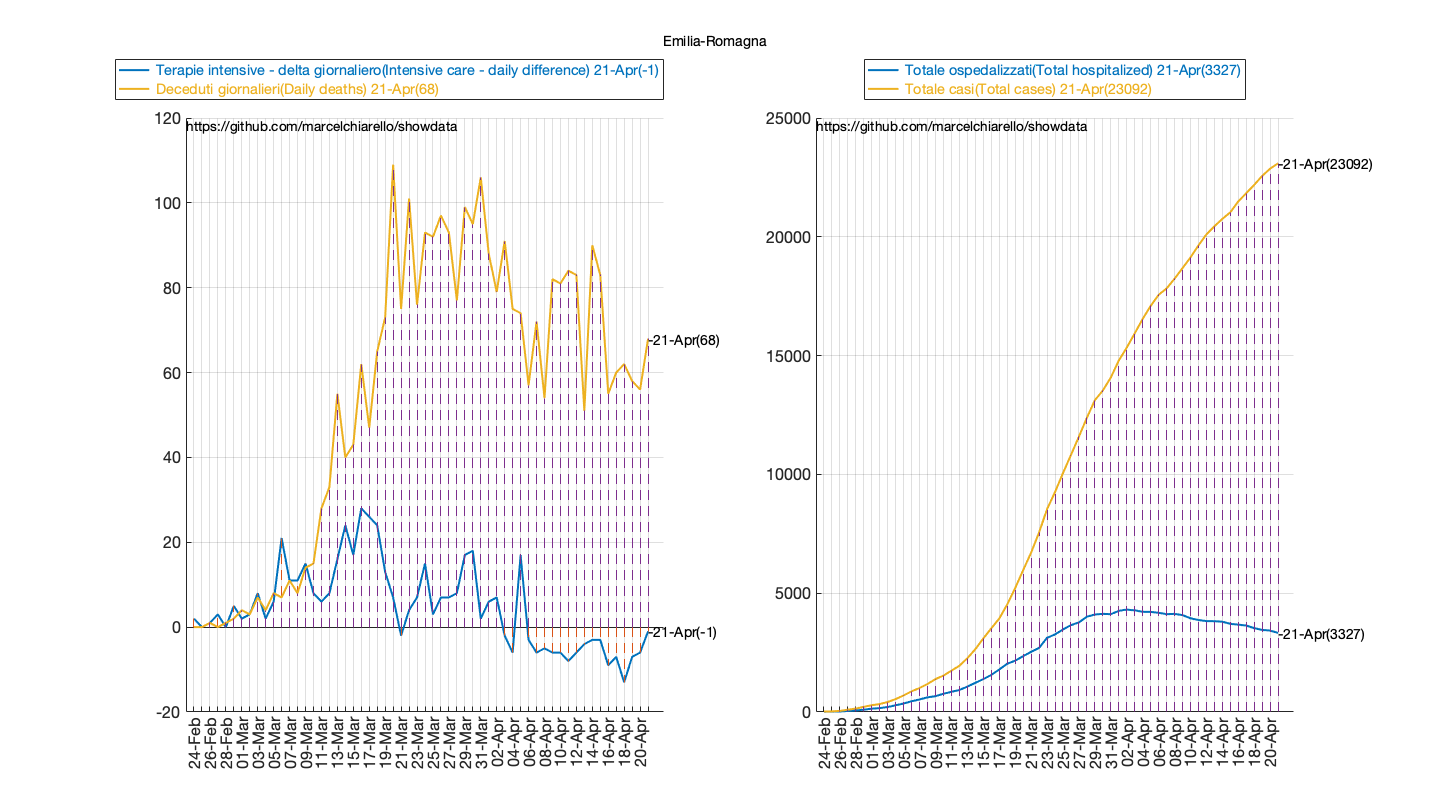 Emilia-Romagna
Terapie intensive - delta giornaliero(Intensive care - daily difference) 21-Apr(-1)
Deceduti giornalieri(Daily deaths) 21-Apr(68)
120
100
80
60
40
20
0
-20
https://github.com/marcelchiarello/showdata
-21-Apr(68)
-21-Apr(-1)
24-Feb
26-Feb
28-Feb
01-Mar
03-Mar
05-Mar
07-Mar
09-Mar
11-Mar
13-Mar
15-Mar
17-Mar
19-Mar
21-Mar
23-Mar
25-Mar
27-Mar
29-Mar
31-Mar
02-Apr
04-Apr
06-Apr
08-Apr
10-Apr
12-Apr
14-Apr
16-Apr
18-Apr
20-Apr
Totale ospedalizzati(Total hospitalized) 21-Apr(3327)
Totale casi(Total cases) 21-Apr(23092)
25000
20000
15000
10000
5000
0
https://github.com/marcelchiarello/showdata
-21-Apr(23092)
-21-Apr(3327)
24-Feb
26-Feb
28-Feb
01-Mar
03-Mar
05-Mar
07-Mar
09-Mar
11-Mar
13-Mar
15-Mar
17-Mar
19-Mar
21-Mar
23-Mar
25-Mar
27-Mar
29-Mar
31-Mar
02-Apr
04-Apr
06-Apr
08-Apr
10-Apr
12-Apr
14-Apr
16-Apr
18-Apr
20-Apr